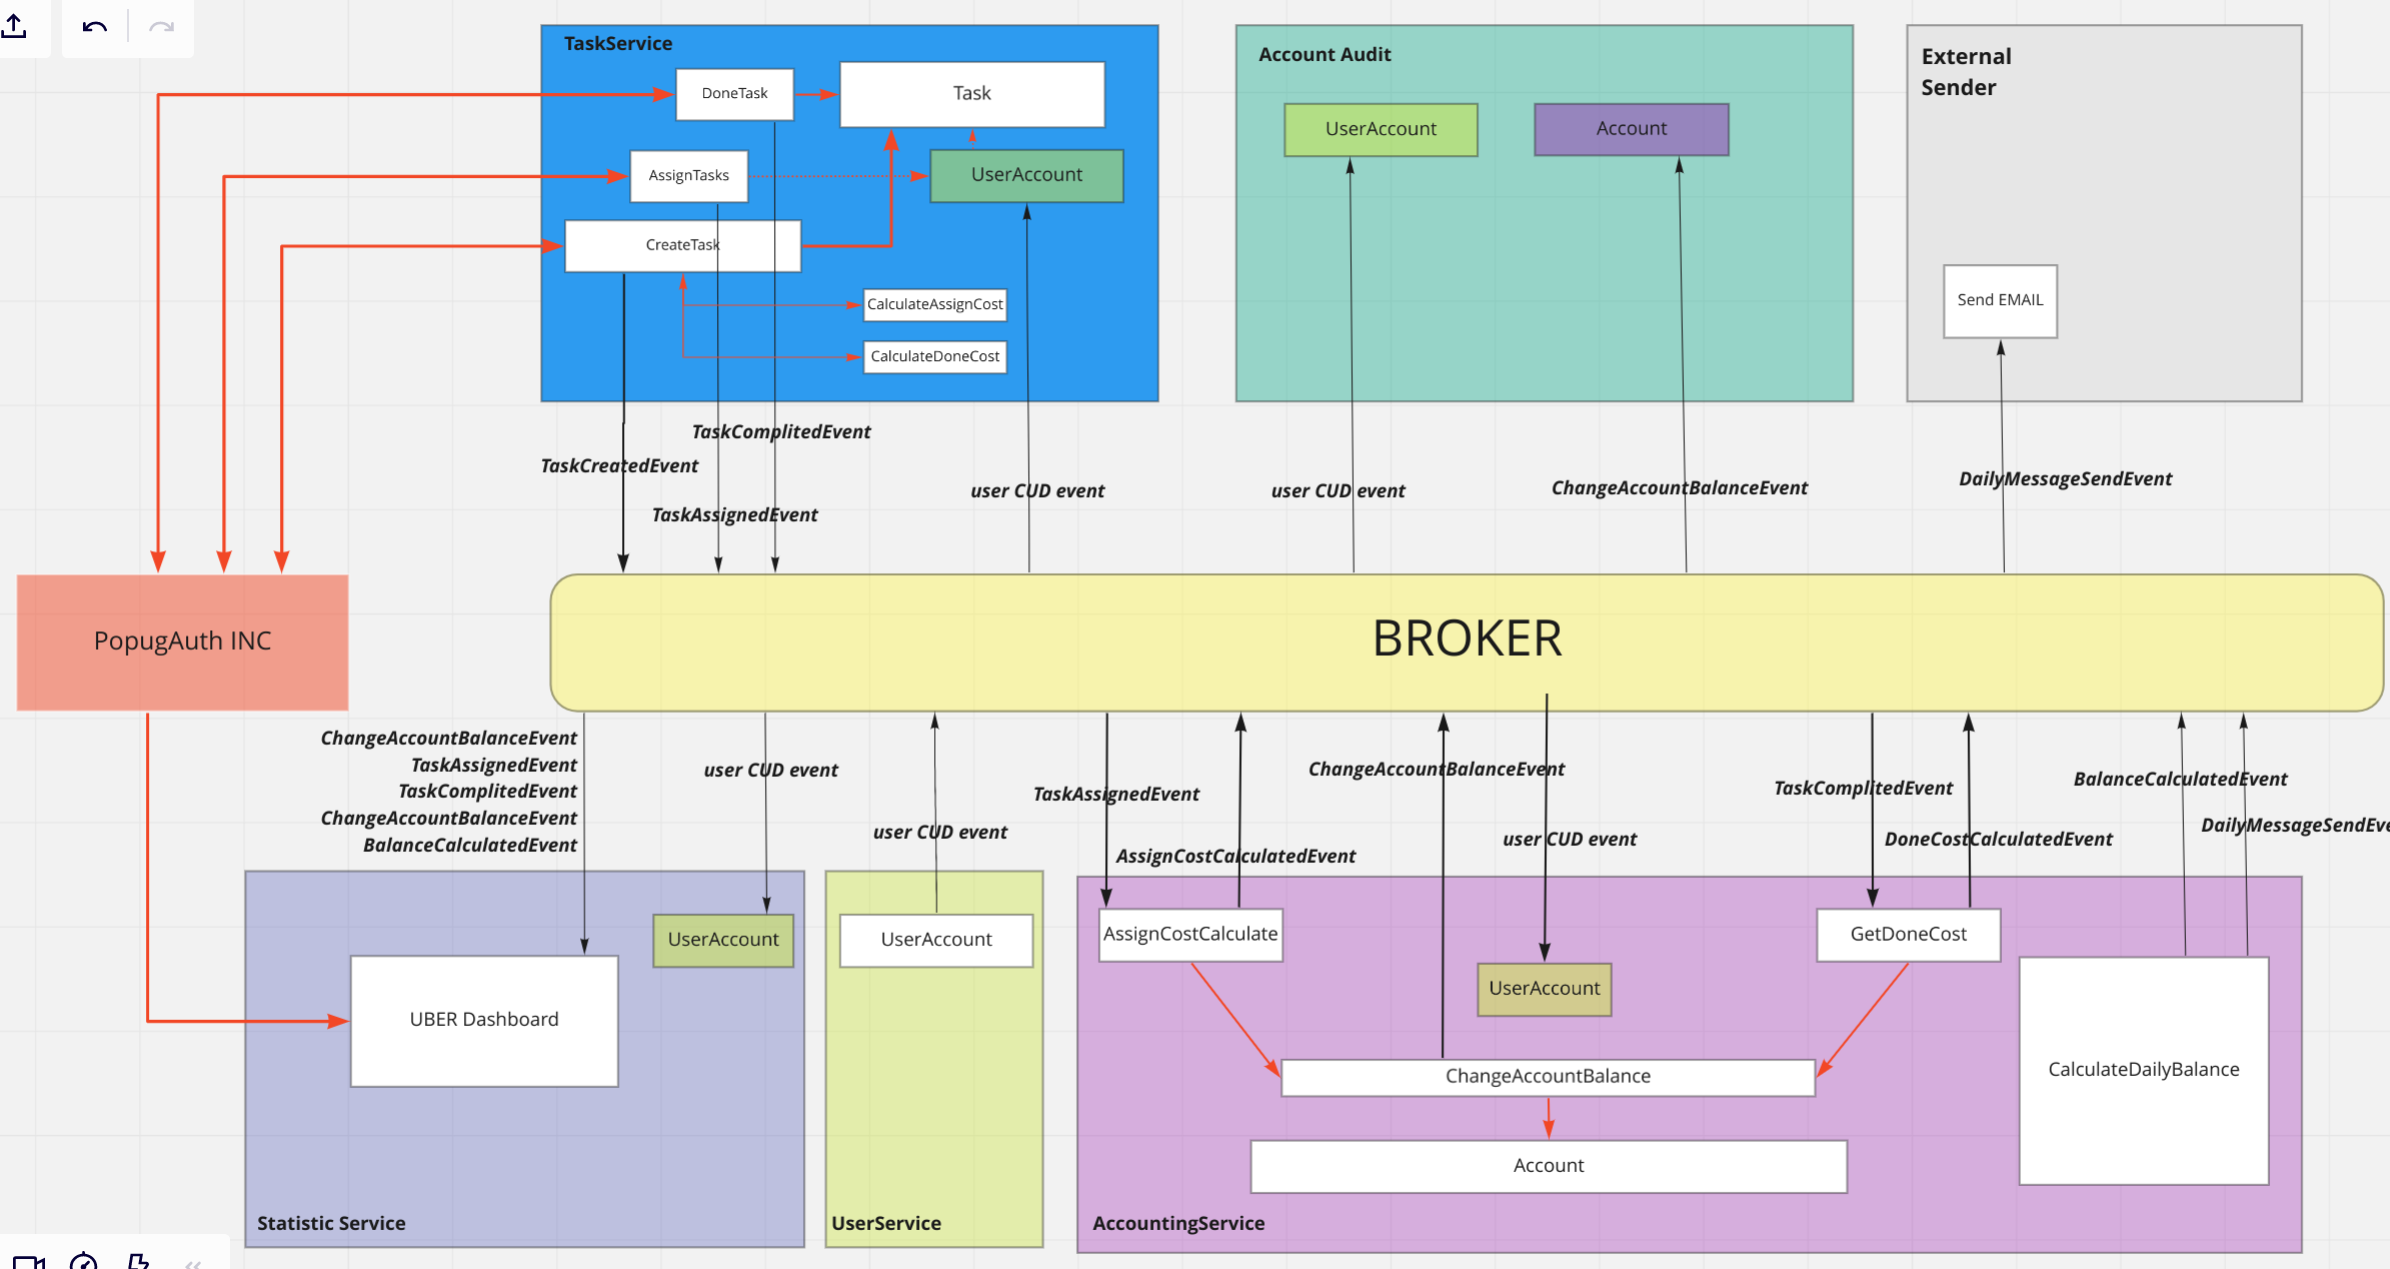 TaskService
DoneTask
Task
AssignTasks
UserAccount
CreateTask
CalculateAssignCost
CalculateDoneCost
Account Audit
UserAccount
Account
External
Sender
Send EMAIL
TaskComplitedEvent
TaskCreatedEvent
TaskAssignedEvent
user CUD event
user CUD event
ChangeAccountBalanceEvent
DailyMessageSendEvent
PopugAuth INC
BROKER
ChangeAccountBalanceEvent
TaskAssignedEvent
TaskComplitedEvent
ChangeAccountBalanceEvent
BalanceCalculatedEvent
user CUD event
user CUD event
TaskAssignedEvent
AssignCostCalculatedEvent
ChangeAccountBalanceEvent
user CUD event
TaskComplitedEvent
DoneCostCalculatedEvent
BalanceCalculatedEvent
DailyMessageSendEve
UserAccount
UBER Dashboard
Statistic Service
UserAccount
UserService
AssignCostCalculate
UserAccount
GetDoneCost
ChangeAccountBalance
CalculateDailyBalance
Account
AccountingService